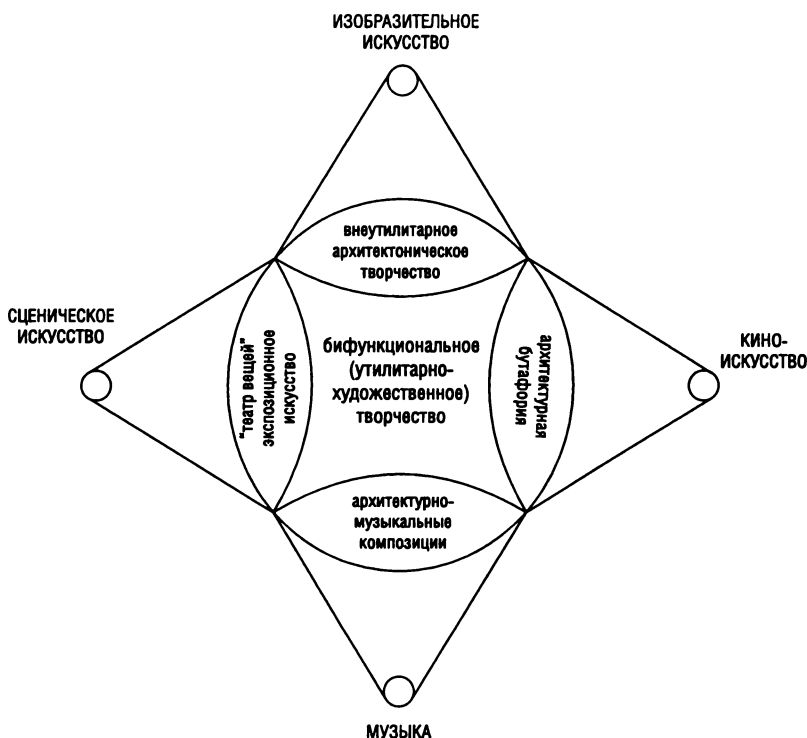 ИЗОБРАЗИТЕЛЬНОЕ
ИСКУССТВО
внеутилитарное
архитектоническое
творчество
СЦЕНИЧЕСКОЕ
ИСКУССТВО
"театр вещей"
экспозиционное
искусство
бифункциональное
(утилитарно-
художественное)
творчество
архитектурная
бутафория
КИНО-
ИСКУССТВО
архитектурно-
музыкальные
композиции
МУЗЫКА